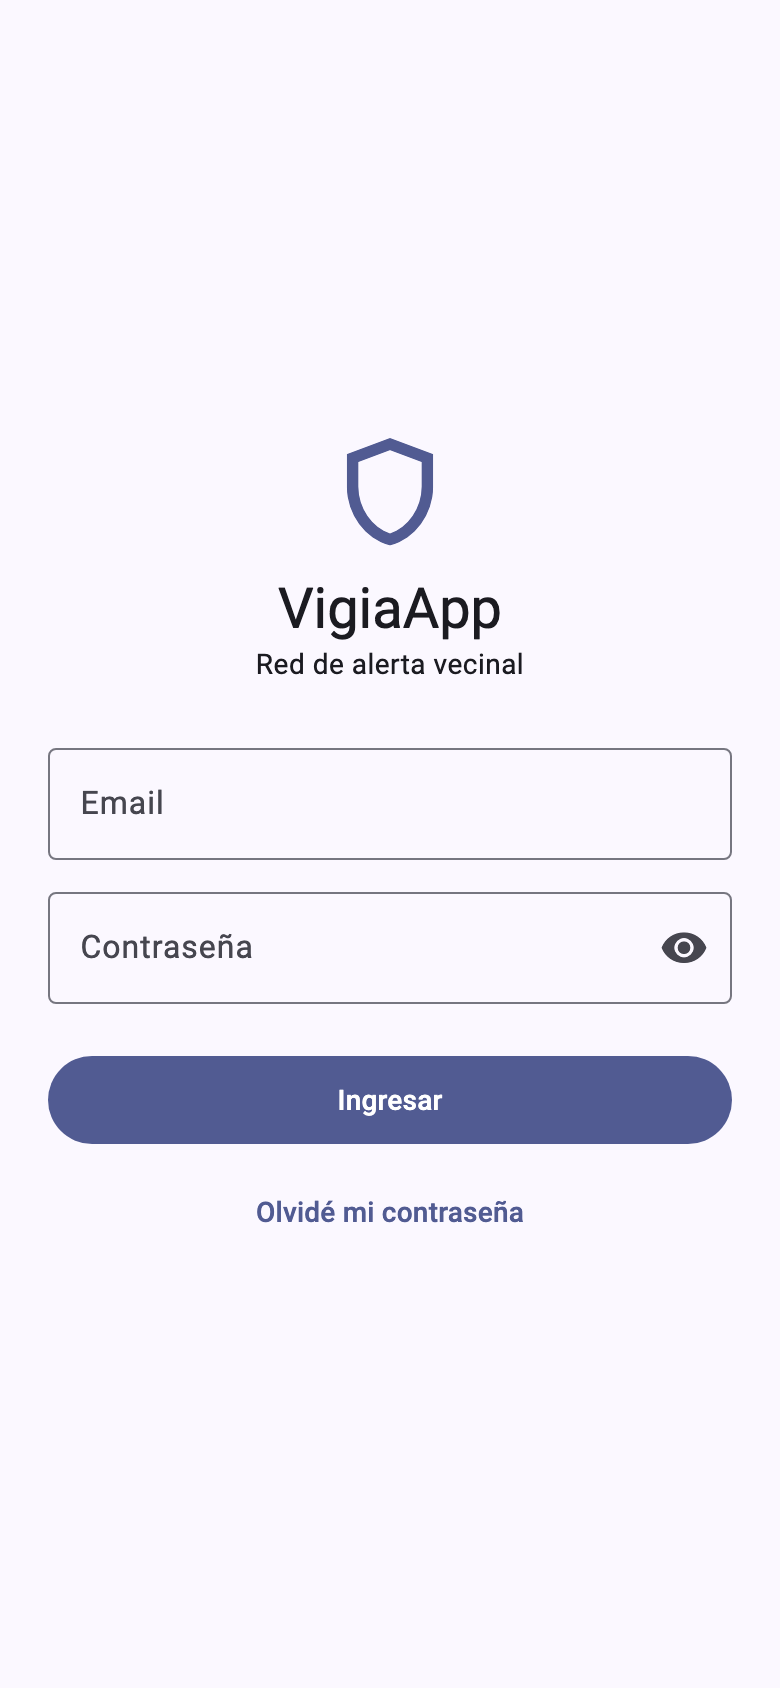 VigiaApp
Red de alerta vecinal
Email
Contraseña
Ingresar
Olvidé mi contraseña